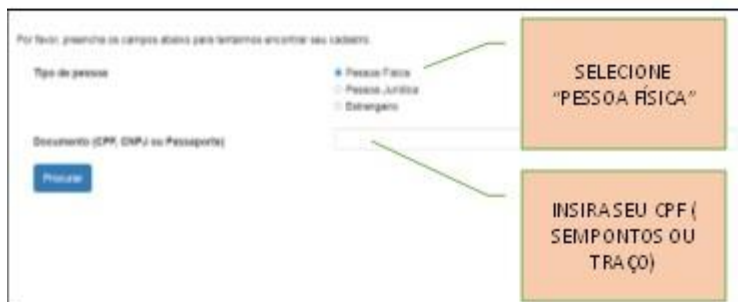 Por favor, preencha os campos abaixo para tentarmos encontrar seu cadastro.
Tipo de pessoa
Pessoa Física
Pessoa Jurídica
Estrangeiro
SELECIONE
“PESSOA FÍSICA”
Documento (CPF, CNPJ ou Passaporte)
Procurar
INSIRA SEU CPF (
SEM PONTOS OU
TRAÇO)